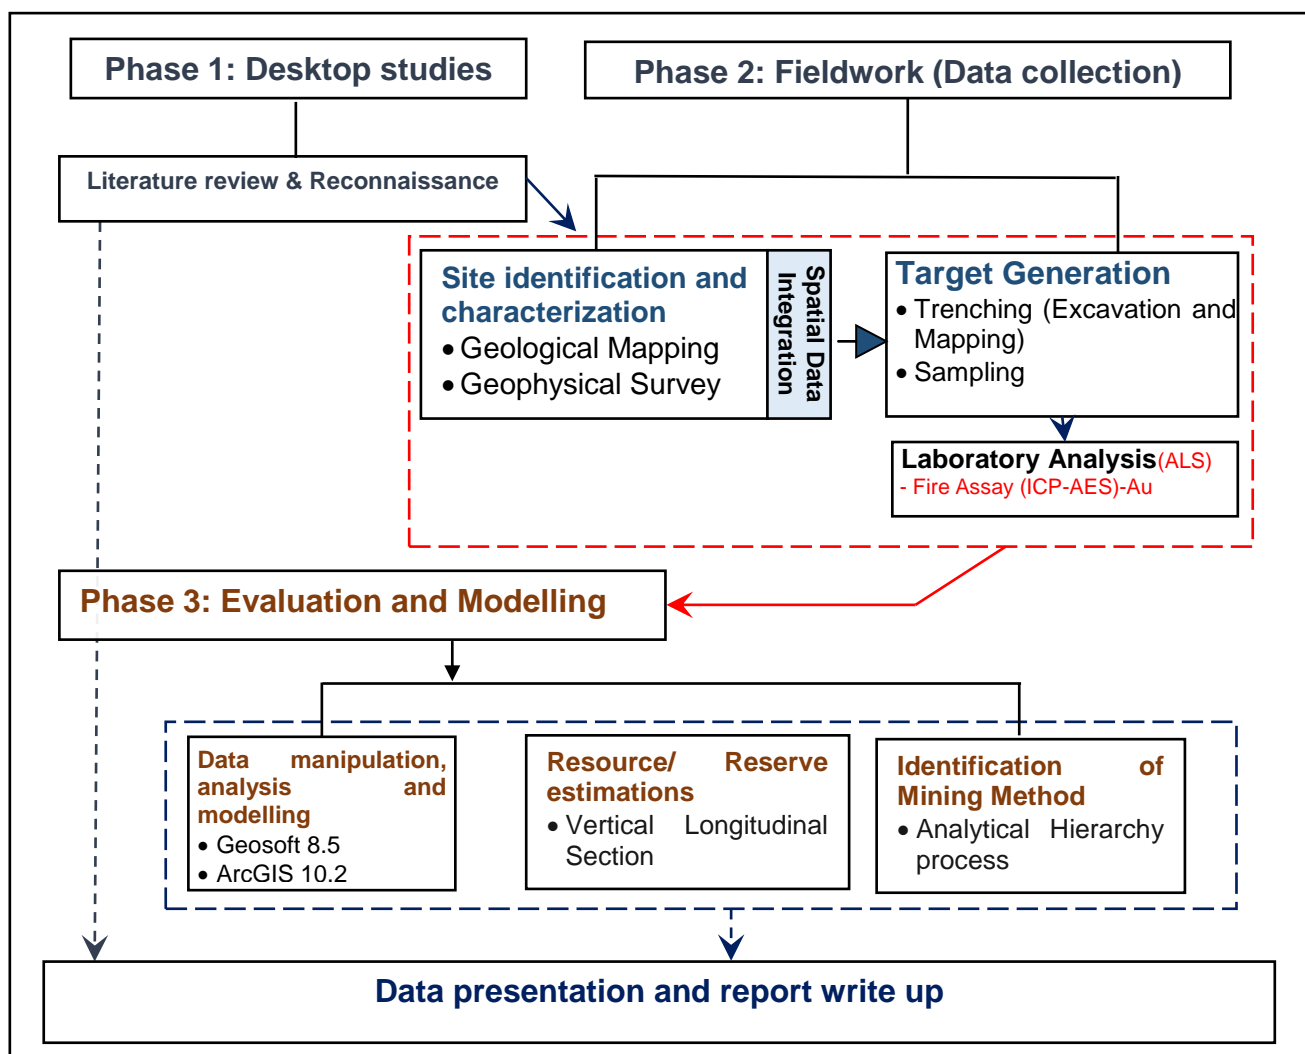 Phase 1: Desktop studies
Phase 2: Fieldwork (Data collection)
Literature review & Reconnaissance
Site identification and
characterization
• Geological Mapping
• Geophysical Survey
Spatial Data
Integration
Target Generation
• Trenching (Excavation and
Mapping)
• Sampling
Laboratory Analysis(ALS)
- Fire Assay (ICP-AES)-Au
Phase 3: Evaluation and Modelling
Data manipulation,
analysis and
modelling
• Geosoft 8.5
• ArcGIS 10.2
Resource/ Reserve
estimations
• Vertical Longitudinal
Section
Identification of
Mining Method
• Analytical Hierarchy
process
Data presentation and report write up